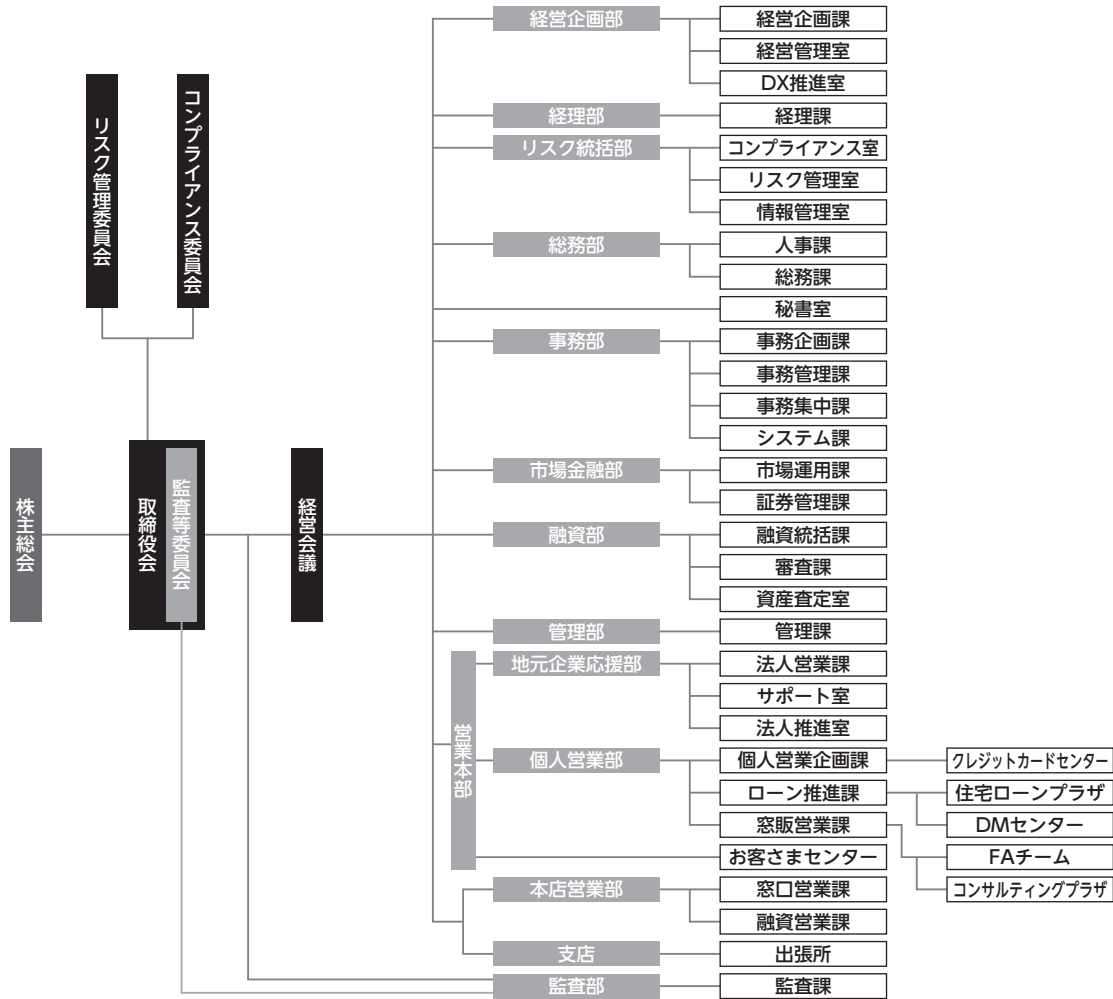 株主総会
取締役会
監査等委員会
リスク管理委員会
コンプライアンス委員会
経営会議
経営企画部
経営企画課
経営管理室
DX推進室
経理部
経理課
リスク統括部
コンプライアンス室
リスク管理室
情報管理室
総務部
人事課
総務課
秘書室
事務部
事務企画課
事務管理課
事務集中課
システム課
市場金融部
市場運用課
証券管理課
融資部
融資統括課
審査課
資産査定室
管理部
管理課
営業本部
地元企業応援部
法人営業課
サポート室
法人推進室
個人営業部
個人営業企画課
クレジットカードセンター
ローン推進課
住宅ローンプラザ
DMセンター
窓販営業課
FAチーム
コンサルティングプラザ
お客さまセンター
本店営業部
窓口営業課
融資営業課
支店
出張所
監査部
監査課